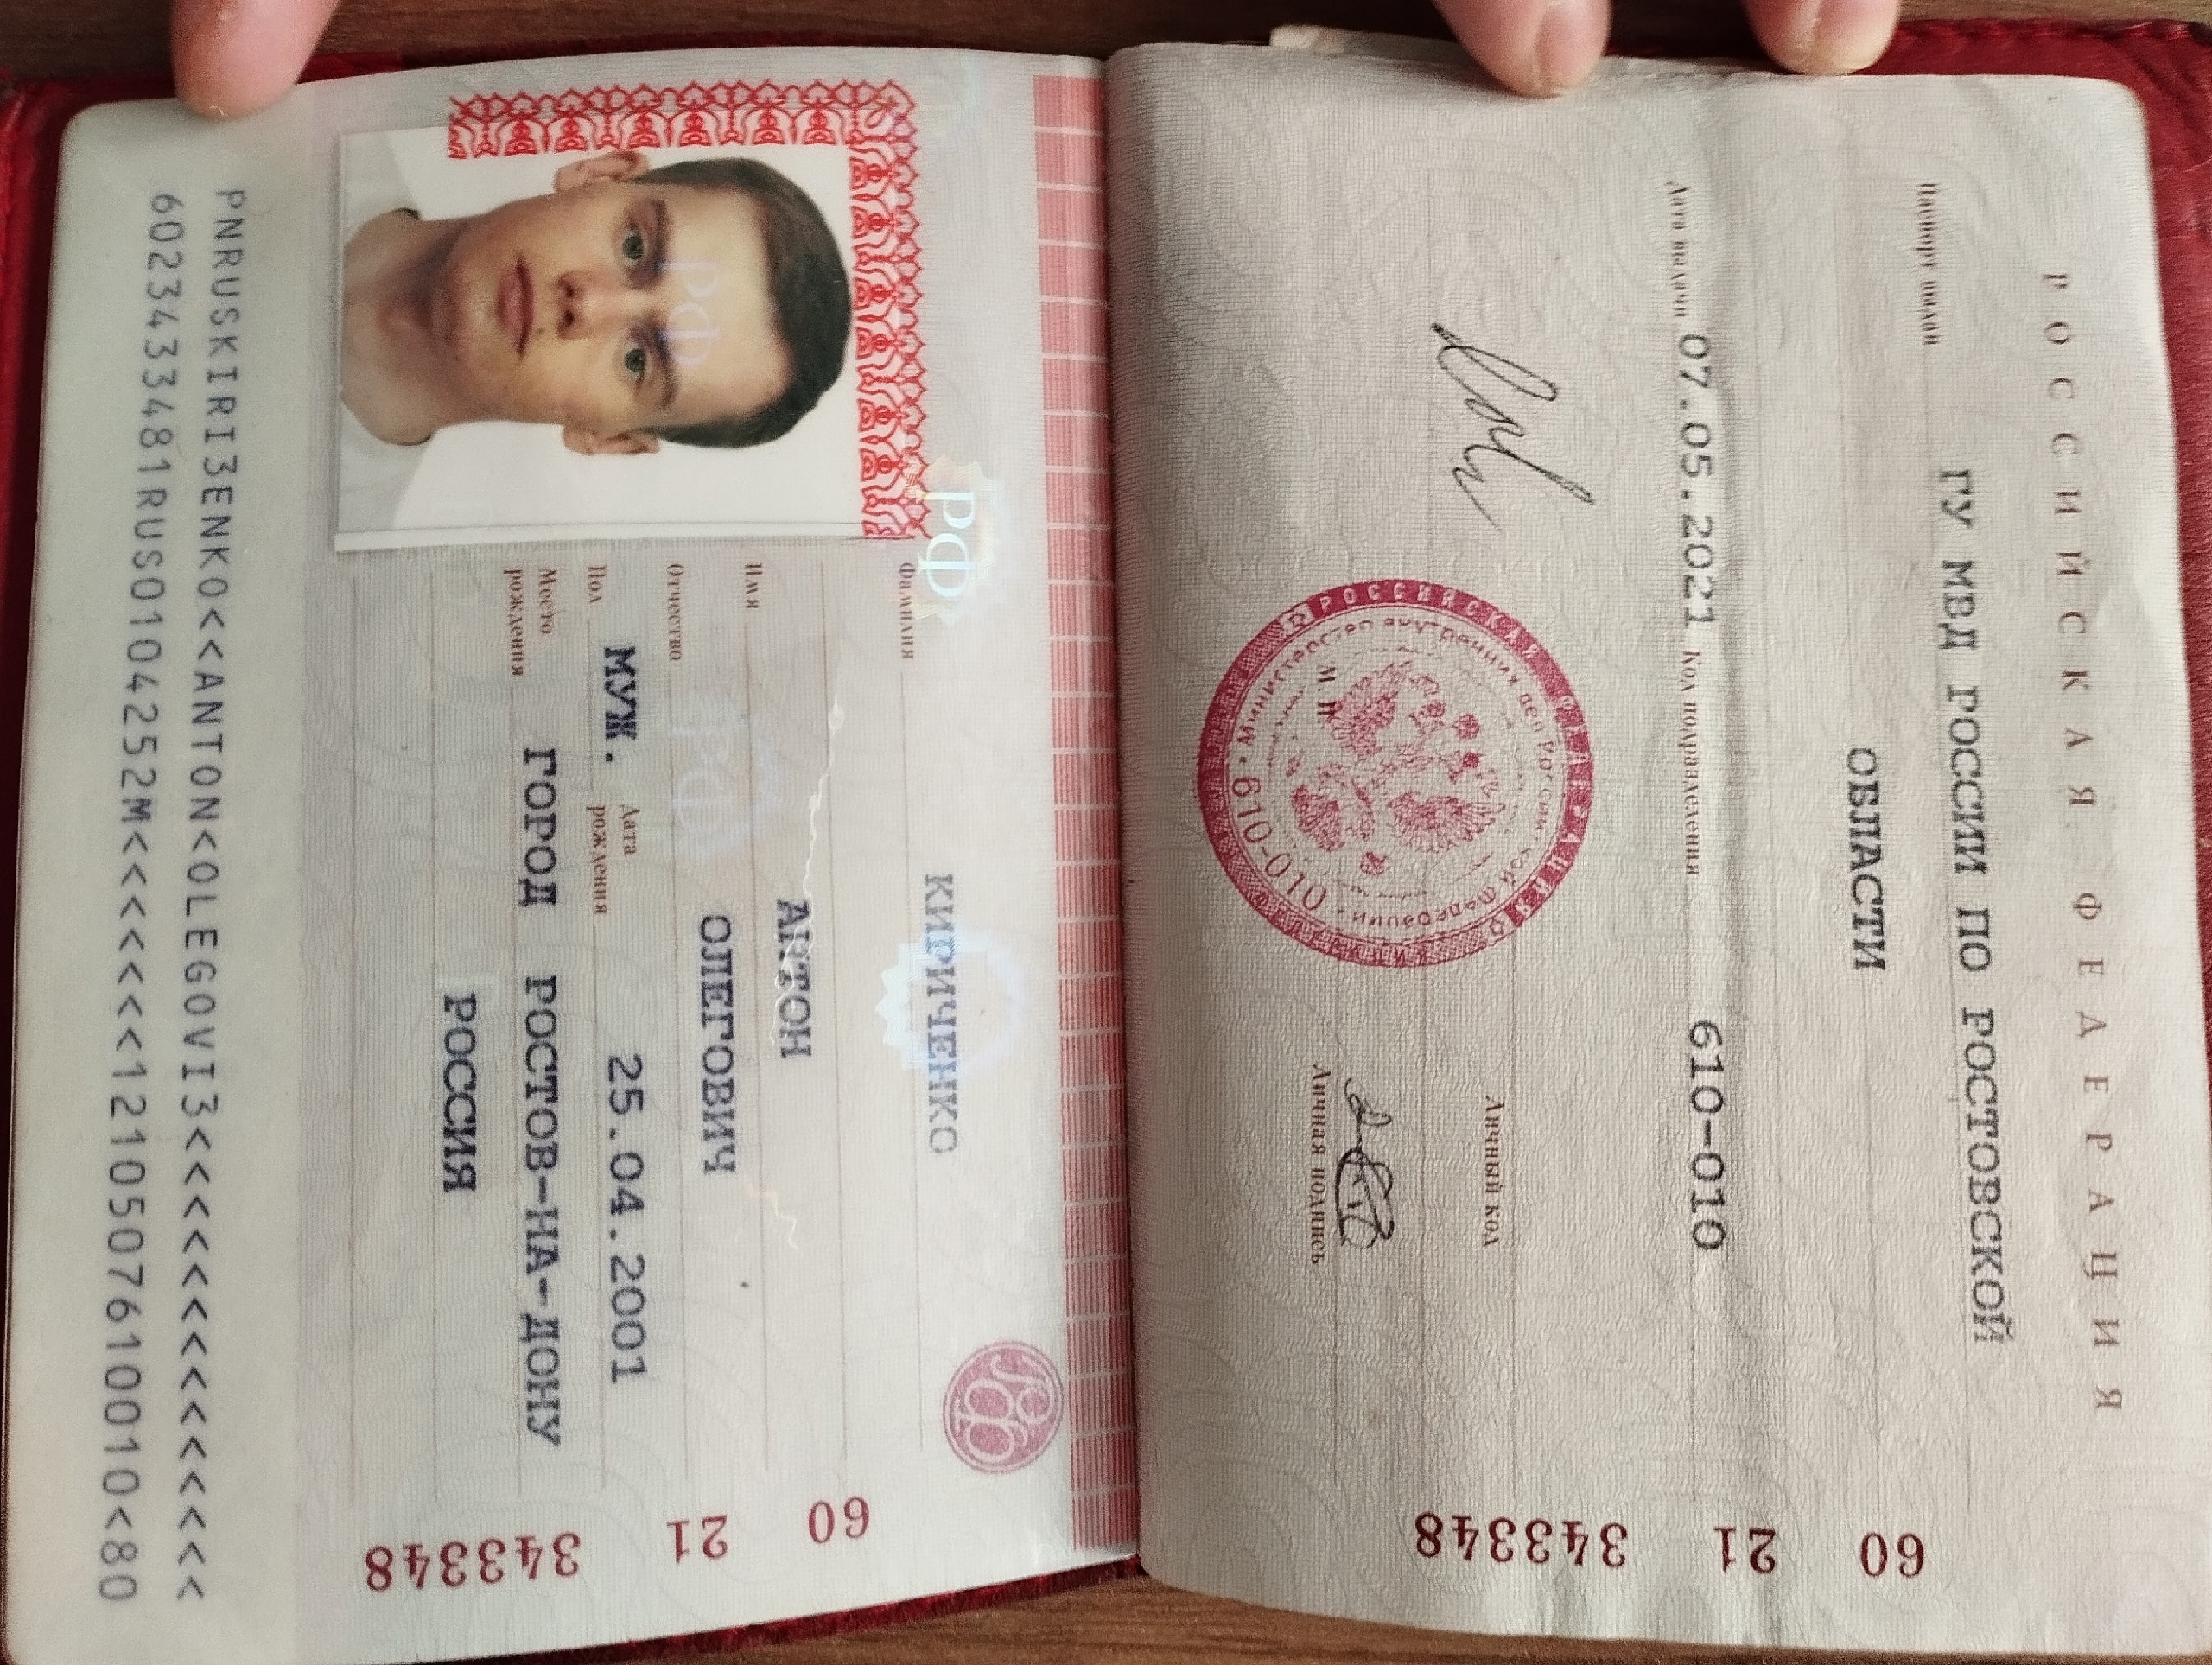 РОССИЙСКАЯ ФЕДЕРАЦИЯ
Паспорт выдан ГУ МВД РОССИИ ПО РОСТОВСКОЙ
ОБЛАСТИ
Дата выдачи 07.05.2021 Код подразделения 610-010
Личный код
Личная подпись
М.П.
РОССИЙСКАЯ ФЕДЕРАЦИЯ
Министерство внутренних дел Российской Федерации
610-010
60 21 343348
Фамилия КИРИЧЕНКО
Имя АНТОН
Отчество ОЛЕГОВИЧ
Пол МУЖ. Дата рождения 25.04.2001
Место рождения ГОРОД РОСТОВ-НА-ДОНУ
РОССИЯ
60 21 343348
РФ
РФ
РФ
PNRUSKIRI3ENKO<<ANTON<OLEGOVI3<<<<<<<<<<<<<<
6023433481RUS0104252M<<<<<<<1210507610010<80